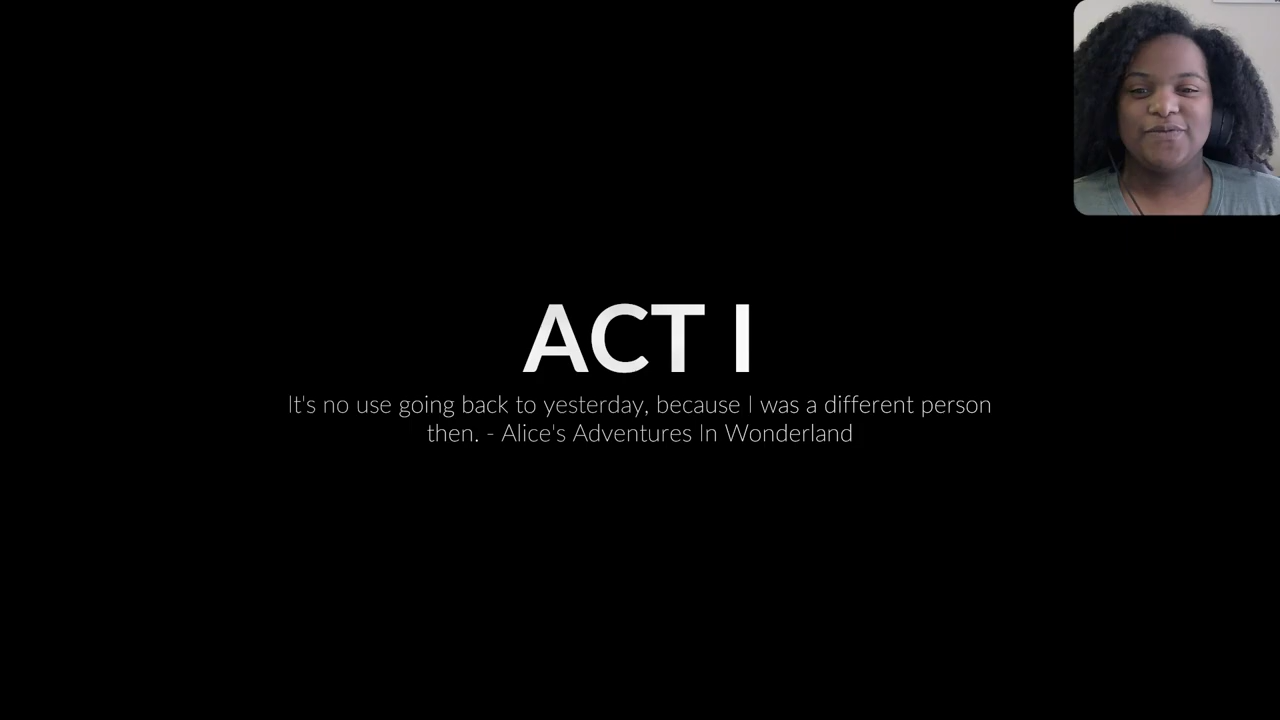 ACT I
It's no use going back to yesterday, because I was a different person
then. - Alice's Adventures In Wonderland